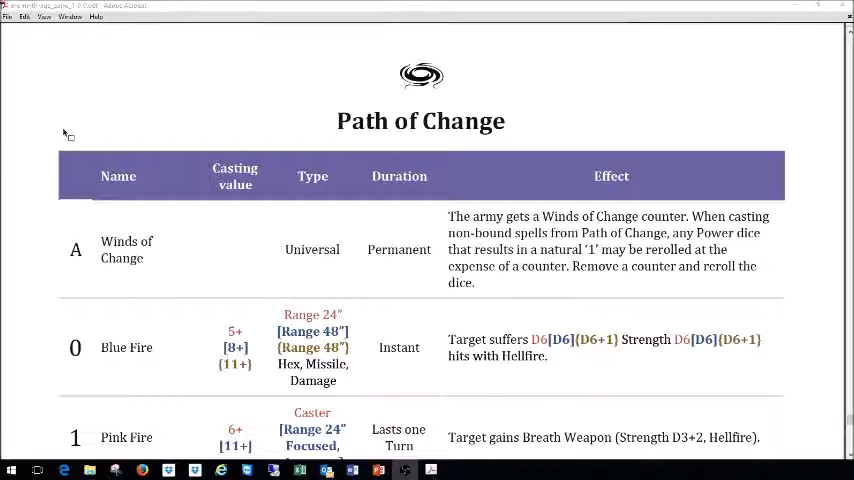 File Edit View Window Help
Path of Change
Name Casting value Type Duration Effect
A
Winds of
Change
Universal
Permanent
The army gets a Winds of Change counter. When casting
non-bound spells from Path of Change, any Power dice
that results in a natural ‘1’ may be rerolled at the
expense of a counter. Remove a counter and reroll the
dice.
0
Blue Fire
5+
[8+]
{11+}
Range 24”
[Range 48”]
{Range 48”}
Hex, Missile,
Damage
Instant
Target suffers D6[D6]{D6+1} Strength D6[D6]{D6+1}
hits with Hellfire.
1
Pink Fire
6+
[11+]
Caster
[Range 24”
Focused,
Lasts one
Turn
Target gains Breath Weapon (Strength D3+2, Hellfire).